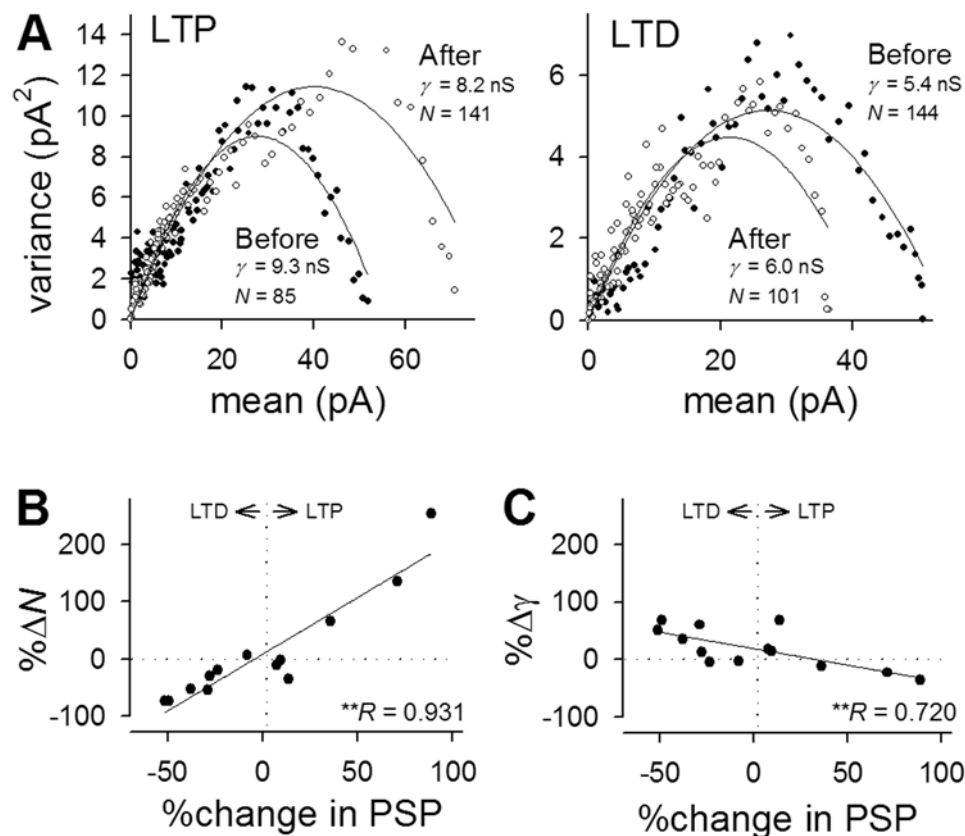 A
LTP
14
12
10
8
6
4
2
0
variance (pA²)
After
γ = 8.2 nS
N = 141
Before
γ = 9.3 nS
N = 85
0 20 40 60
mean (pA)
LTD
6
4
2
0
Before
γ = 5.4 nS
N = 144
After
γ = 6.0 nS
N = 101
0 20 40
mean (pA)
B
LTD LTP
200
100
0
-100
%ΔN
**R = 0.931
-50 0 50 100
%change in PSP
C
LTD LTP
200
100
0
-100
%Δγ
**R = 0.720
-50 0 50 100
%change in PSP